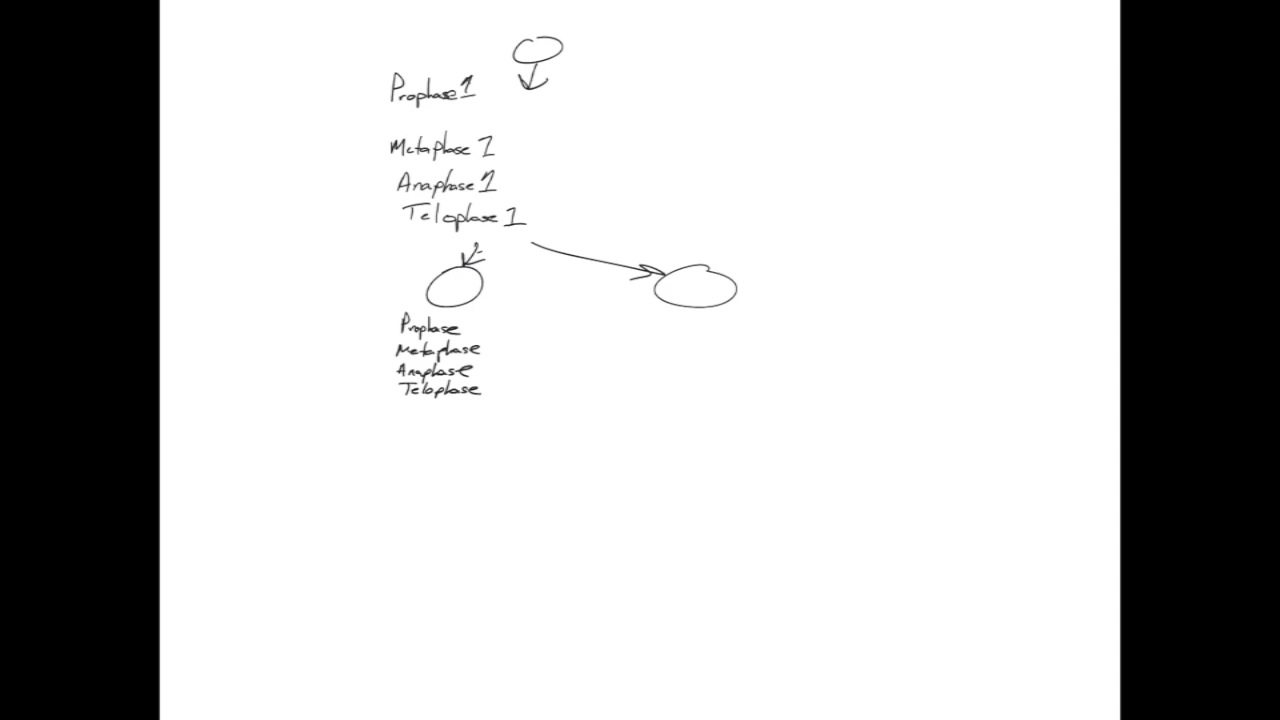 Prophase 1
Metaphase 1
Anaphase 1
Telophase 1
Prophase
Metaphase
Anaphase
Telophase